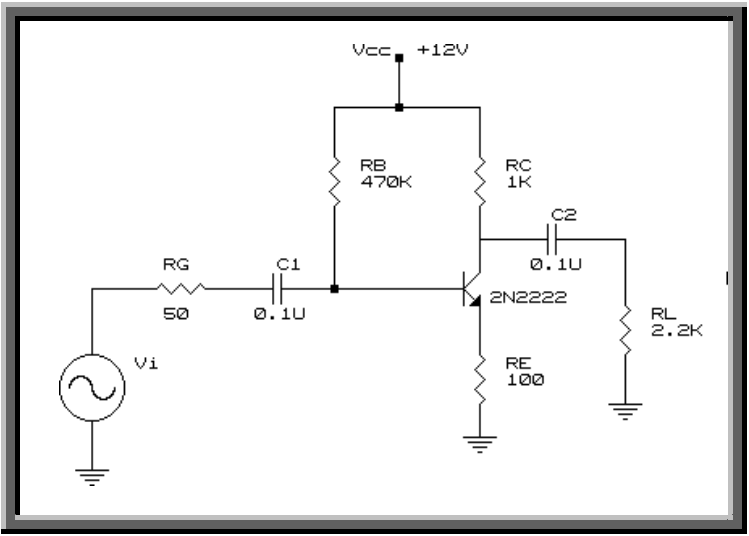 Vcc +12V
RB
470K
RC
1K
C2
0.1U
RG
50
C1
0.1U
2N2222
RL
2.2K
Vi
RE
100